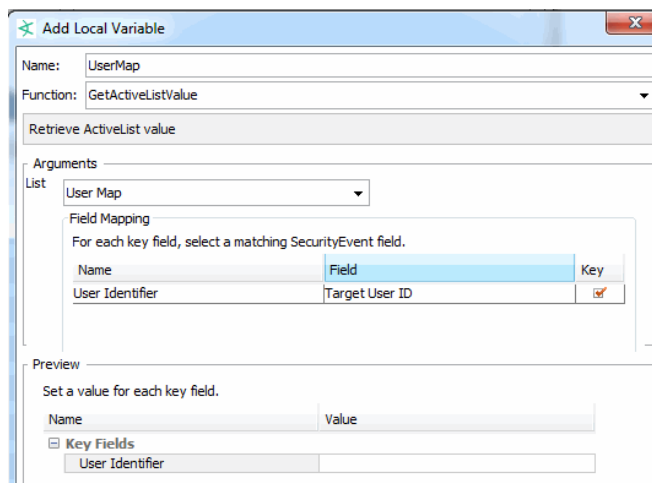 Add Local Variable
Name: UserMap
Function: GetActiveListValue
Retrieve ActiveList value
Arguments
List User Map
Field Mapping
For each key field, select a matching SecurityEvent field.
Name Field Key
User Identifier Target User ID
Preview
Set a value for each key field.
Name Value
Key Fields
User Identifier